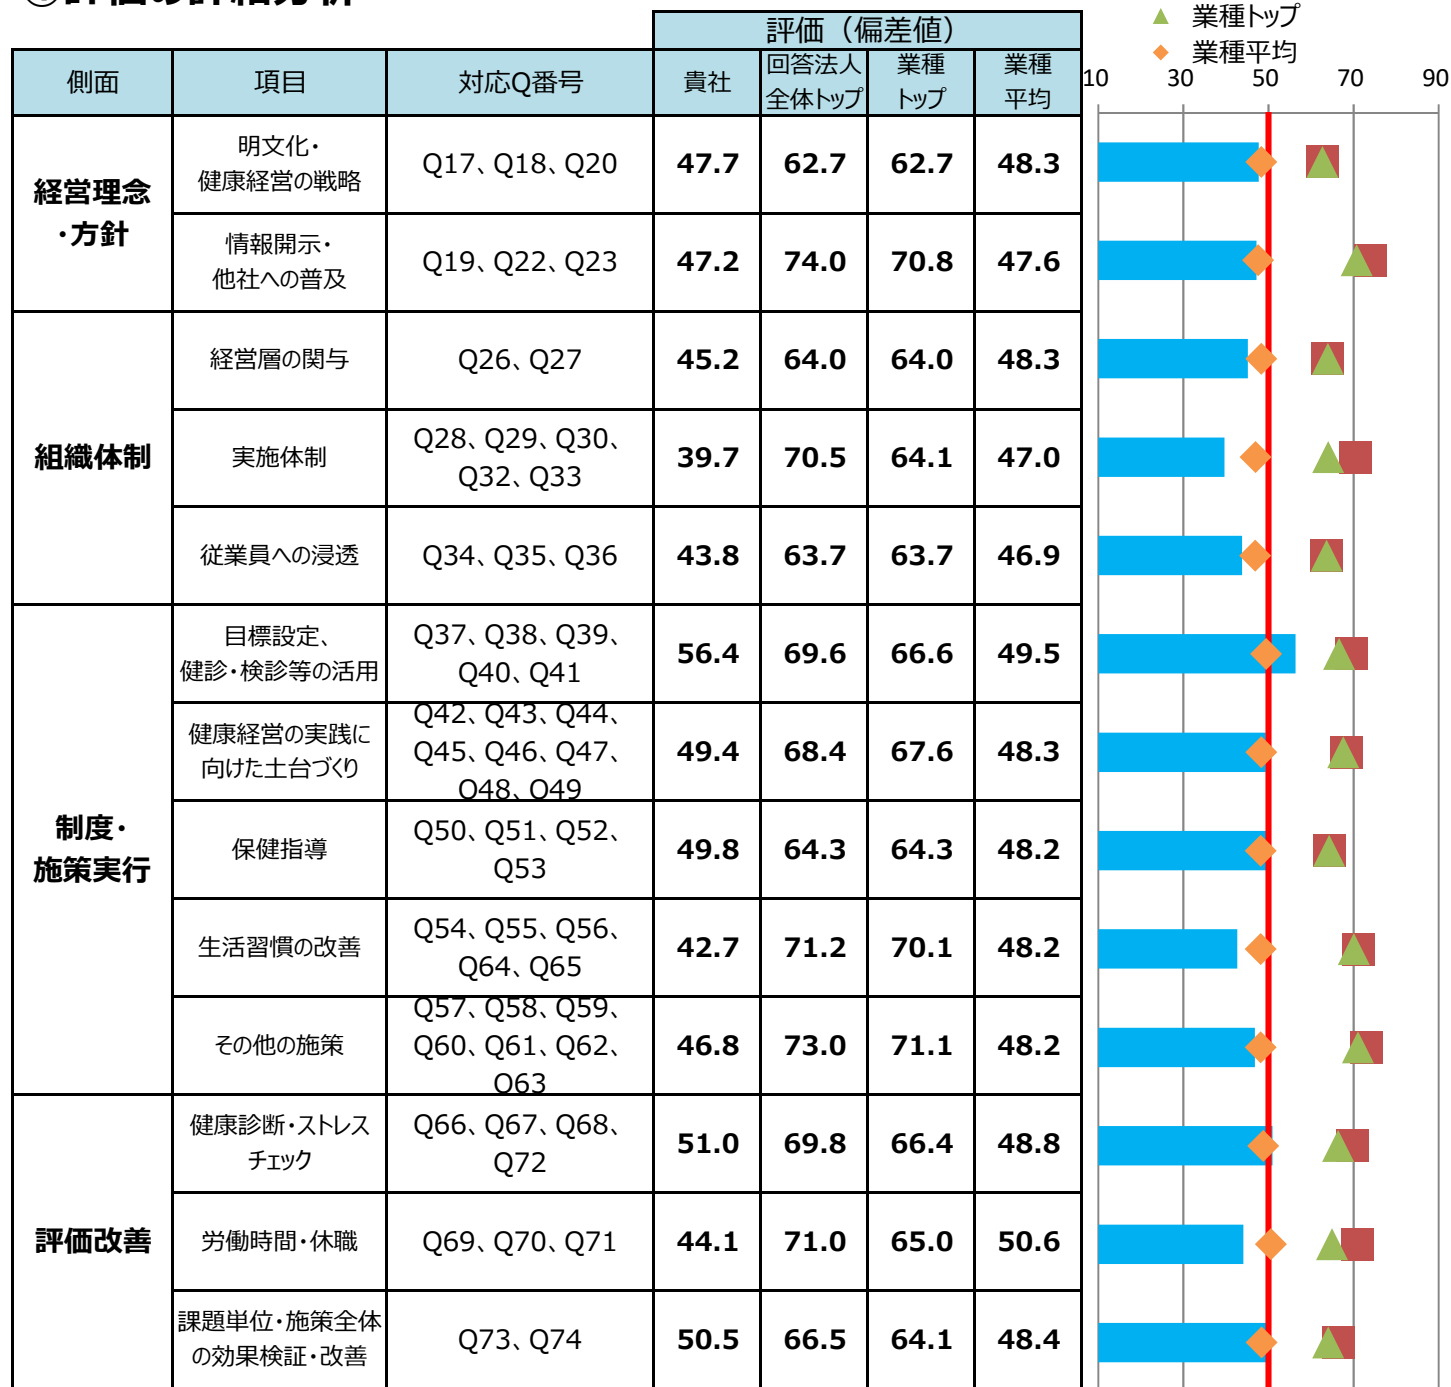 評価（偏差値）
▲ 業種トップ
◆ 業種平均
側面 項目 対応Q番号 貴社 回答法人全体トップ 業種トップ 業種平均
10 30 50 70 90
経営理念
・方針
明文化・
健康経営の戦略
Q17、Q18、Q20
47.7 62.7 62.7 48.3
情報開示・
他社への普及
Q19、Q22、Q23
47.2 74.0 70.8 47.6
組織体制
経営層の関与
Q26、Q27
45.2 64.0 64.0 48.3
実施体制
Q28、Q29、Q30、
Q32、Q33
39.7 70.5 64.1 47.0
従業員への浸透
Q34、Q35、Q36
43.8 63.7 63.7 46.9
制度・
施策実行
目標設定、
健診・検診等の活用
Q37、Q38、Q39、
Q40、Q41
56.4 69.6 66.6 49.5
健康経営の実践に
向けた土台づくり
Q42、Q43、Q44、
Q45、Q46、Q47、
Q48、Q49
49.4 68.4 67.6 48.3
保健指導
Q50、Q51、Q52、
Q53
49.8 64.3 64.3 48.2
生活習慣の改善
Q54、Q55、Q56、
Q64、Q65
42.7 71.2 70.1 48.2
その他の施策
Q57、Q58、Q59、
Q60、Q61、Q62、
Q63
46.8 73.0 71.1 48.2
評価改善
健康診断・ストレス
チェック
Q66、Q67、Q68、
Q72
51.0 69.8 66.4 48.8
労働時間・休職
Q69、Q70、Q71
44.1 71.0 65.0 50.6
課題単位・施策全体
の効果検証・改善
Q73、Q74
50.5 66.5 64.1 48.4